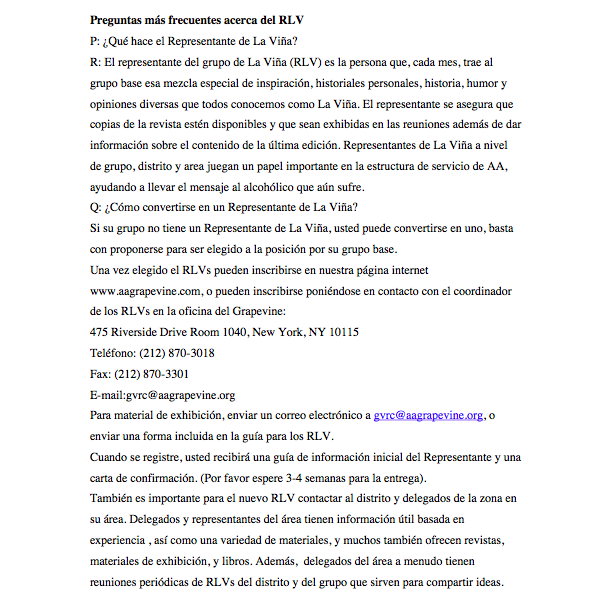 Preguntas más frecuentes acerca del RLV
P: ¿Qué hace el Representante de La Viña?
R: El representante del grupo de La Viña (RLV) es la persona que, cada mes, trae al
grupo base esa mezcla especial de inspiración, historiales personales, historia, humor y
opiniones diversas que todos conocemos como La Viña. El representante se asegura que
copias de la revista estén disponibles y que sean exhibidas en las reuniones además de dar
información sobre el contenido de la última edición. Representantes de La Viña a nivel
de grupo, distrito y area juegan un papel importante en la estructura de servicio de AA,
ayudando a llevar el mensaje al alcohólico que aún sufre.
Q: ¿Cómo convertirse en un Representante de La Viña?
Si su grupo no tiene un Representante de La Viña, usted puede convertirse en uno, basta
con proponerse para ser elegido a la posición por su grupo base.
Una vez elegido el RLVs pueden inscribirse en nuestra página internet
www.aagrapevine.com, o pueden inscribirse poniéndose en contacto con el coordinador
de los RLVs en la oficina del Grapevine:
475 Riverside Drive Room 1040, New York, NY 10115
Teléfono: (212) 870-3018
Fax: (212) 870-3301
E-mail:gvrc@aagrapevine.org
Para material de exhibición, enviar un correo electrónico a gvrc@aagrapevine.org, o
enviar una forma incluida en la guía para los RLV.
Cuando se registre, usted recibirá una guía de información inicial del Representante y una
carta de confirmación. (Por favor espere 3-4 semanas para la entrega).
También es importante para el nuevo RLV contactar al distrito y delegados de la zona en
su área. Delegados y representantes del área tienen información útil basada en
experiencia , así como una variedad de materiales, y muchos también ofrecen revistas,
materiales de exhibición, y libros. Además, delegados del área a menudo tienen
reuniones periódicas de RLVs del distrito y del grupo que sirven para compartir ideas.